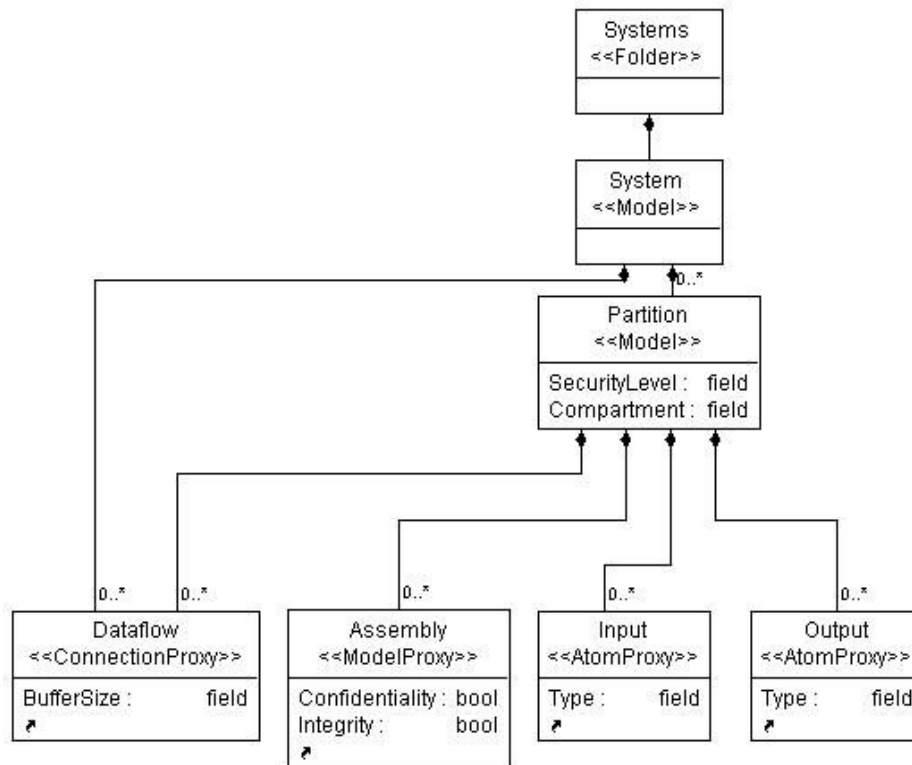 Systems
<<Folder>>
System
<<Model>>
0..*
Partition
<<Model>>
SecurityLevel : field
Compartment : field
0..*
0..*
0..*
0..*
0..*
Dataflow
<<ConnectionProxy>>
BufferSize : field
Assembly
<<ModelProxy>>
Confidentiality : bool
Integrity : bool
Input
<<AtomProxy>>
Type : field
Output
<<AtomProxy>>
Type : field